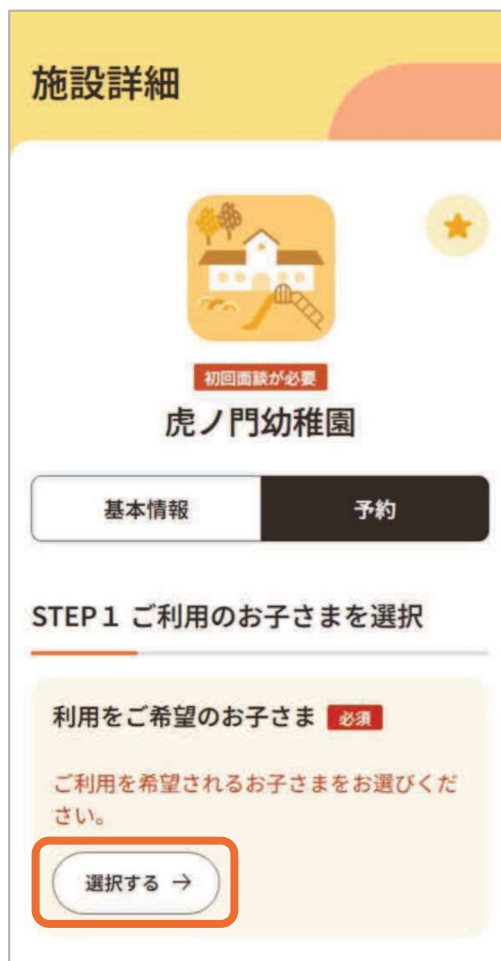 施設詳細
初回面談が必要
虎ノ門幼稚園
基本情報
予約
STEP１ ご利用のお子さまを選択
利用をご希望のお子さま 必須
ご利用を希望されるお子さまをお選びくだ
さい。
選択する →